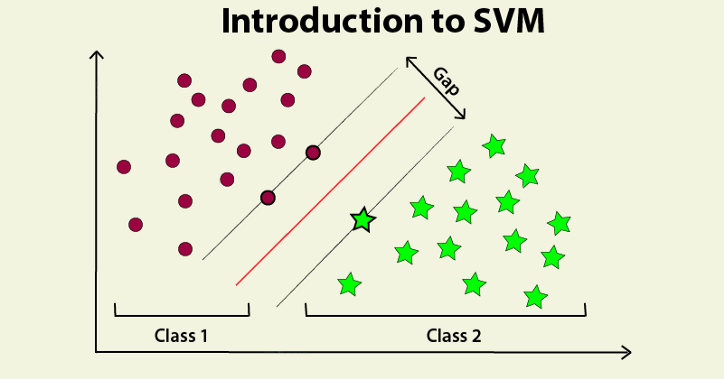 Introduction to SVM
Gap
Class 1
Class 2